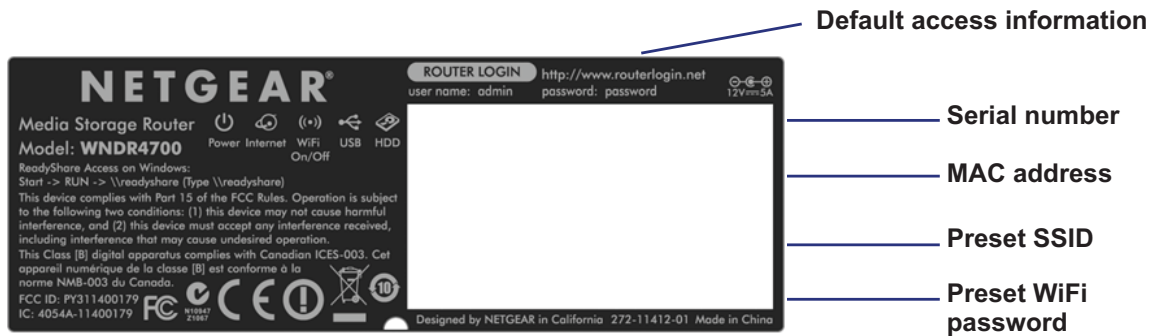 Default access information
NETGEAR®
ROUTER LOGIN http://www.routerlogin.net
user name: admin password: password
12V 5A
Media Storage Router
Model: WNDR4700
Power Internet WiFi On/Off USB HDD
ReadyShare Access on Windows:
Start -> RUN -> \\readyshare (Type \\readyshare)
This device complies with Part 15 of the FCC Rules. Operation is subject
to the following two conditions: (1) this device may not cause harmful
interference, and (2) this device must accept any interference received,
including interference that may cause undesired operation.
This Class [B] digital apparatus complies with Canadian ICES-003. Cet
appareil numérique de la classe [B] est conforme à la
norme NMB-003 du Canada.
FCC ID: PY311400179
IC: 4054A-11400179
FC
N10947
Z1067
CE
10
Designed by NETGEAR in California 272-11412-01 Made in China
Serial number
MAC address
Preset SSID
Preset WiFi
password